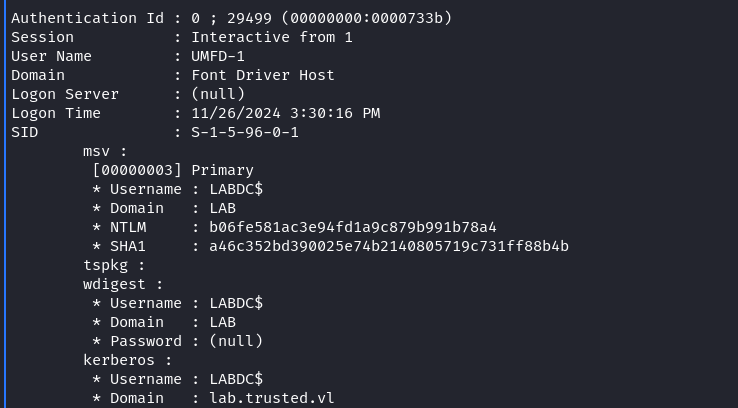 Authentication Id : 0 ; 29499 (00000000:0000733b)
Session           : Interactive from 1
User Name         : UMFD-1
Domain            : Font Driver Host
Logon Server      : (null)
Logon Time        : 11/26/2024 3:30:16 PM
SID               : S-1-5-96-0-1
        msv :
         [00000003] Primary
         * Username : LABDC$
         * Domain   : LAB
         * NTLM     : b06fe581ac3e94fd1a9c879b991b78a4
         * SHA1     : a46c352bd390025e74b2140805719c731ff88b4b
        tspkg :
        wdigest :
         * Username : LABDC$
         * Domain   : LAB
         * Password : (null)
        kerberos :
         * Username : LABDC$
         * Domain   : lab.trusted.vl